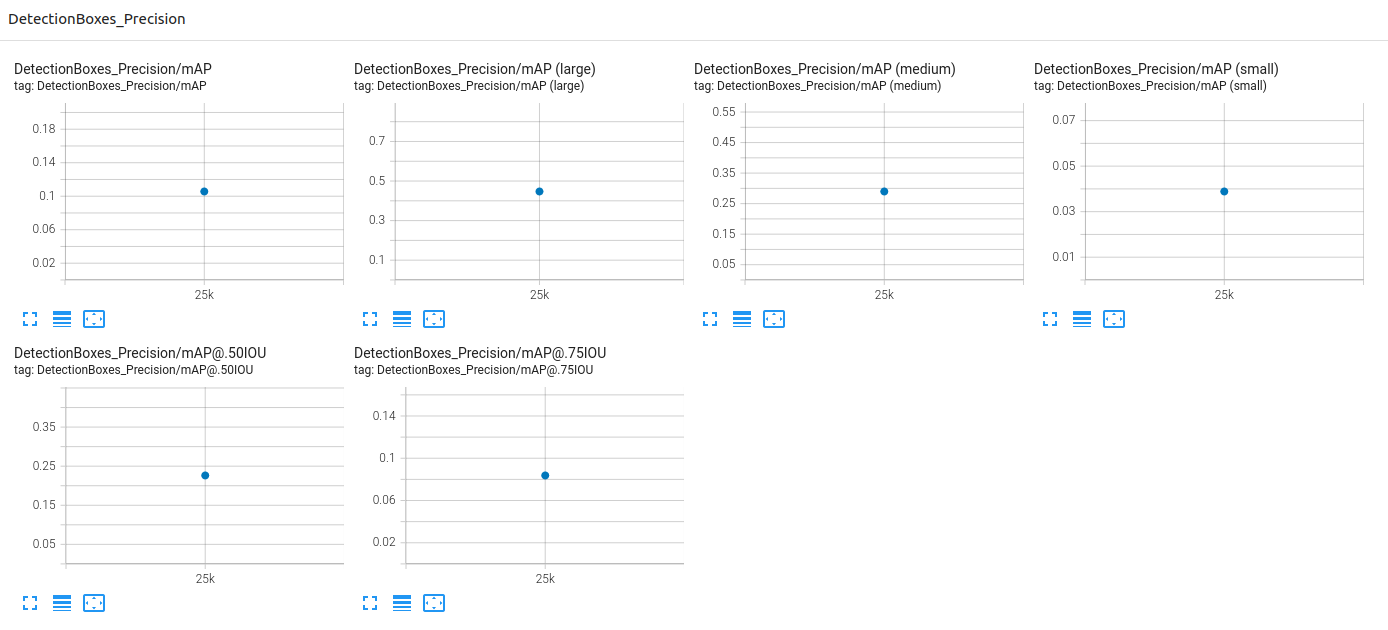 DetectionBoxes_Precision
DetectionBoxes_Precision/mAP
tag: DetectionBoxes_Precision/mAP
0.18
0.14
0.1
0.06
0.02
25k
DetectionBoxes_Precision/mAP (large)
tag: DetectionBoxes_Precision/mAP (large)
0.7
0.5
0.3
0.1
25k
DetectionBoxes_Precision/mAP (medium)
tag: DetectionBoxes_Precision/mAP (medium)
0.55
0.45
0.35
0.25
0.15
0.05
25k
DetectionBoxes_Precision/mAP (small)
tag: DetectionBoxes_Precision/mAP (small)
0.07
0.05
0.03
0.01
25k
DetectionBoxes_Precision/mAP@.50IOU
tag: DetectionBoxes_Precision/mAP@.50IOU
0.35
0.25
0.15
0.05
25k
DetectionBoxes_Precision/mAP@.75IOU
tag: DetectionBoxes_Precision/mAP@.75IOU
0.14
0.1
0.06
0.02
25k